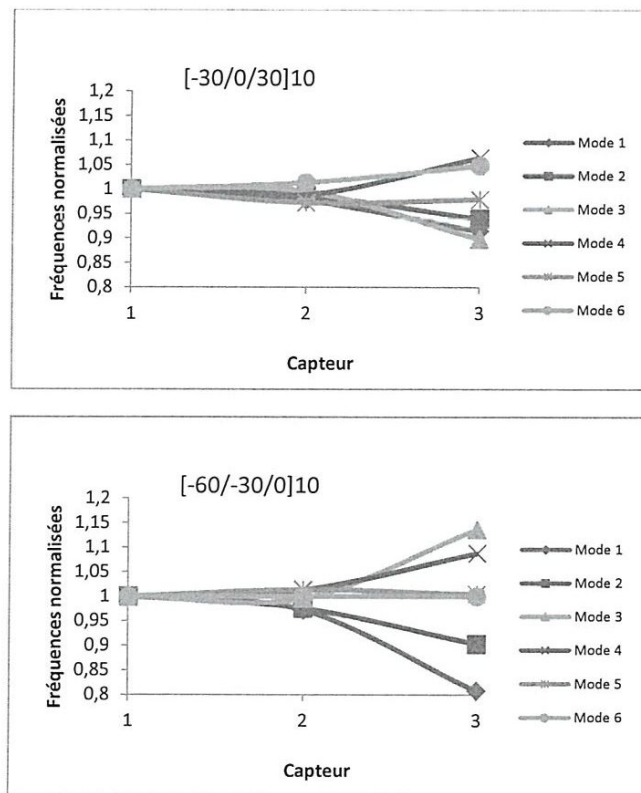 [-30/0/30]10
Fréquences normalisées
1,2
1,15
1,1
1,05
1
0,95
0,9
0,85
0,8
1 2 3
Capteur
Mode 1
Mode 2
Mode 3
Mode 4
Mode 5
Mode 6
[-60/-30/0]10
Fréquences normalisées
1,2
1,15
1,1
1,05
1
0,95
0,9
0,85
0,8
1 2 3
Capteur
Mode 1
Mode 2
Mode 3
Mode 4
Mode 5
Mode 6